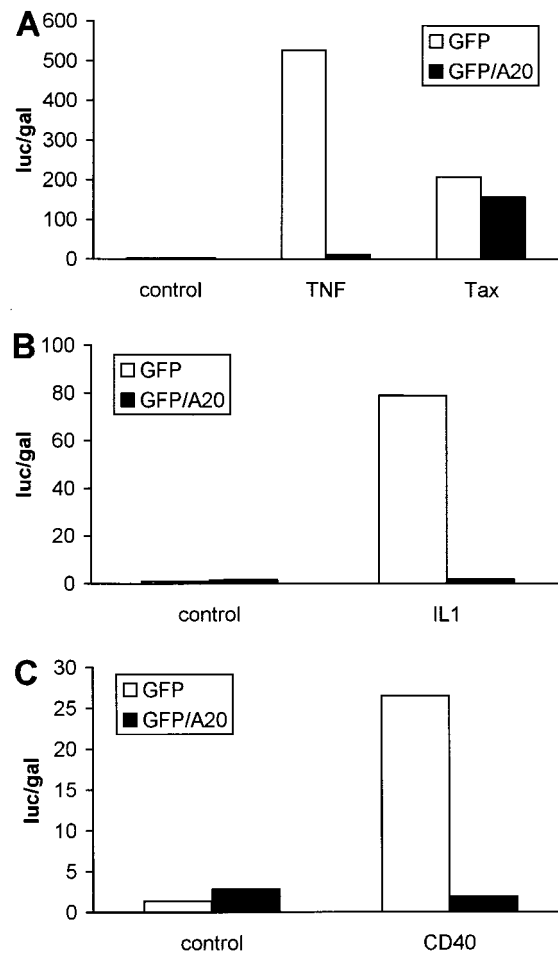 A
600
500
400
300
200
100
0
luc/gal
GFP
GFP/A20
control
TNF
Tax
B
100
80
60
40
20
0
luc/gal
GFP
GFP/A20
control
IL1
C
30
25
20
15
10
5
0
luc/gal
GFP
GFP/A20
control
CD40